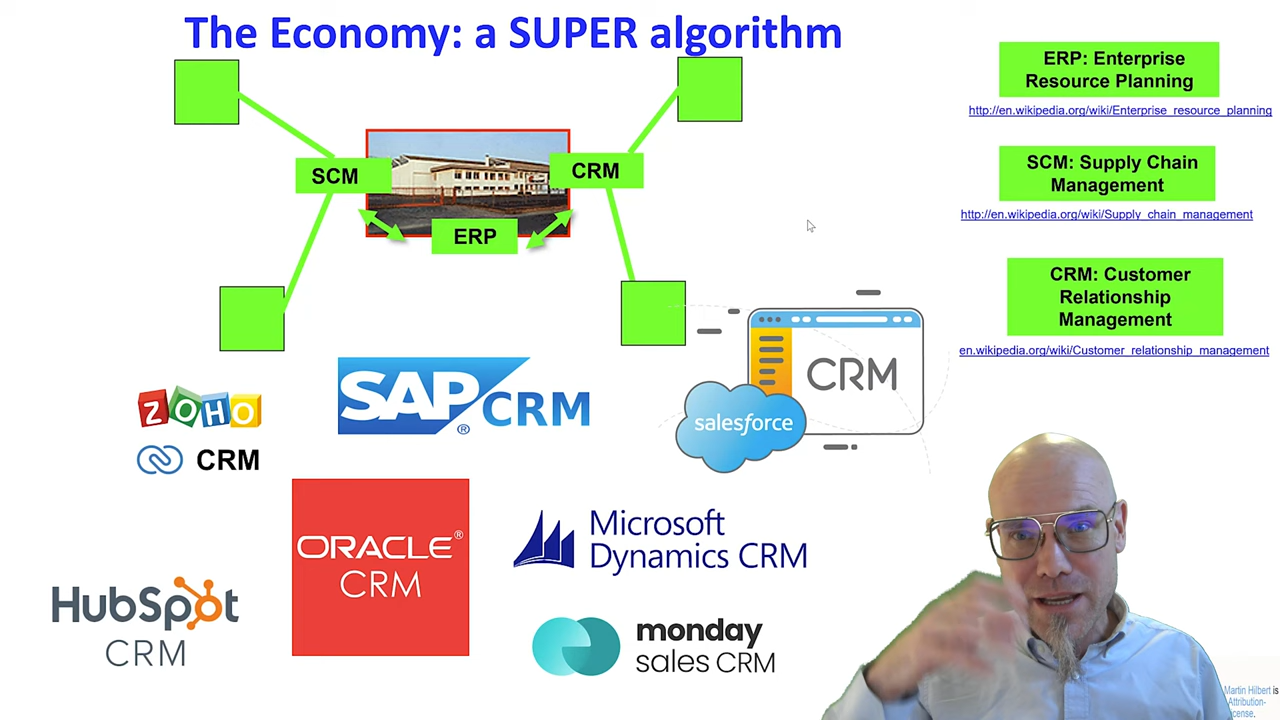 The Economy: a SUPER algorithm
SCM
CRM
ERP
ERP: Enterprise
Resource Planning
http://en.wikipedia.org/wiki/Enterprise_resource_planning
SCM: Supply Chain
Management
http://en.wikipedia.org/wiki/Supply_chain_management
CRM: Customer
Relationship
Management
en.wikipedia.org/wiki/Customer_relationship_management
ZOHO
CRM
SAP CRM
®
CRM
salesforce
ORACLE®
CRM
Microsoft
Dynamics CRM
HubSpot
CRM
monday
sales CRM
Martin Hilbert is
Attribution-